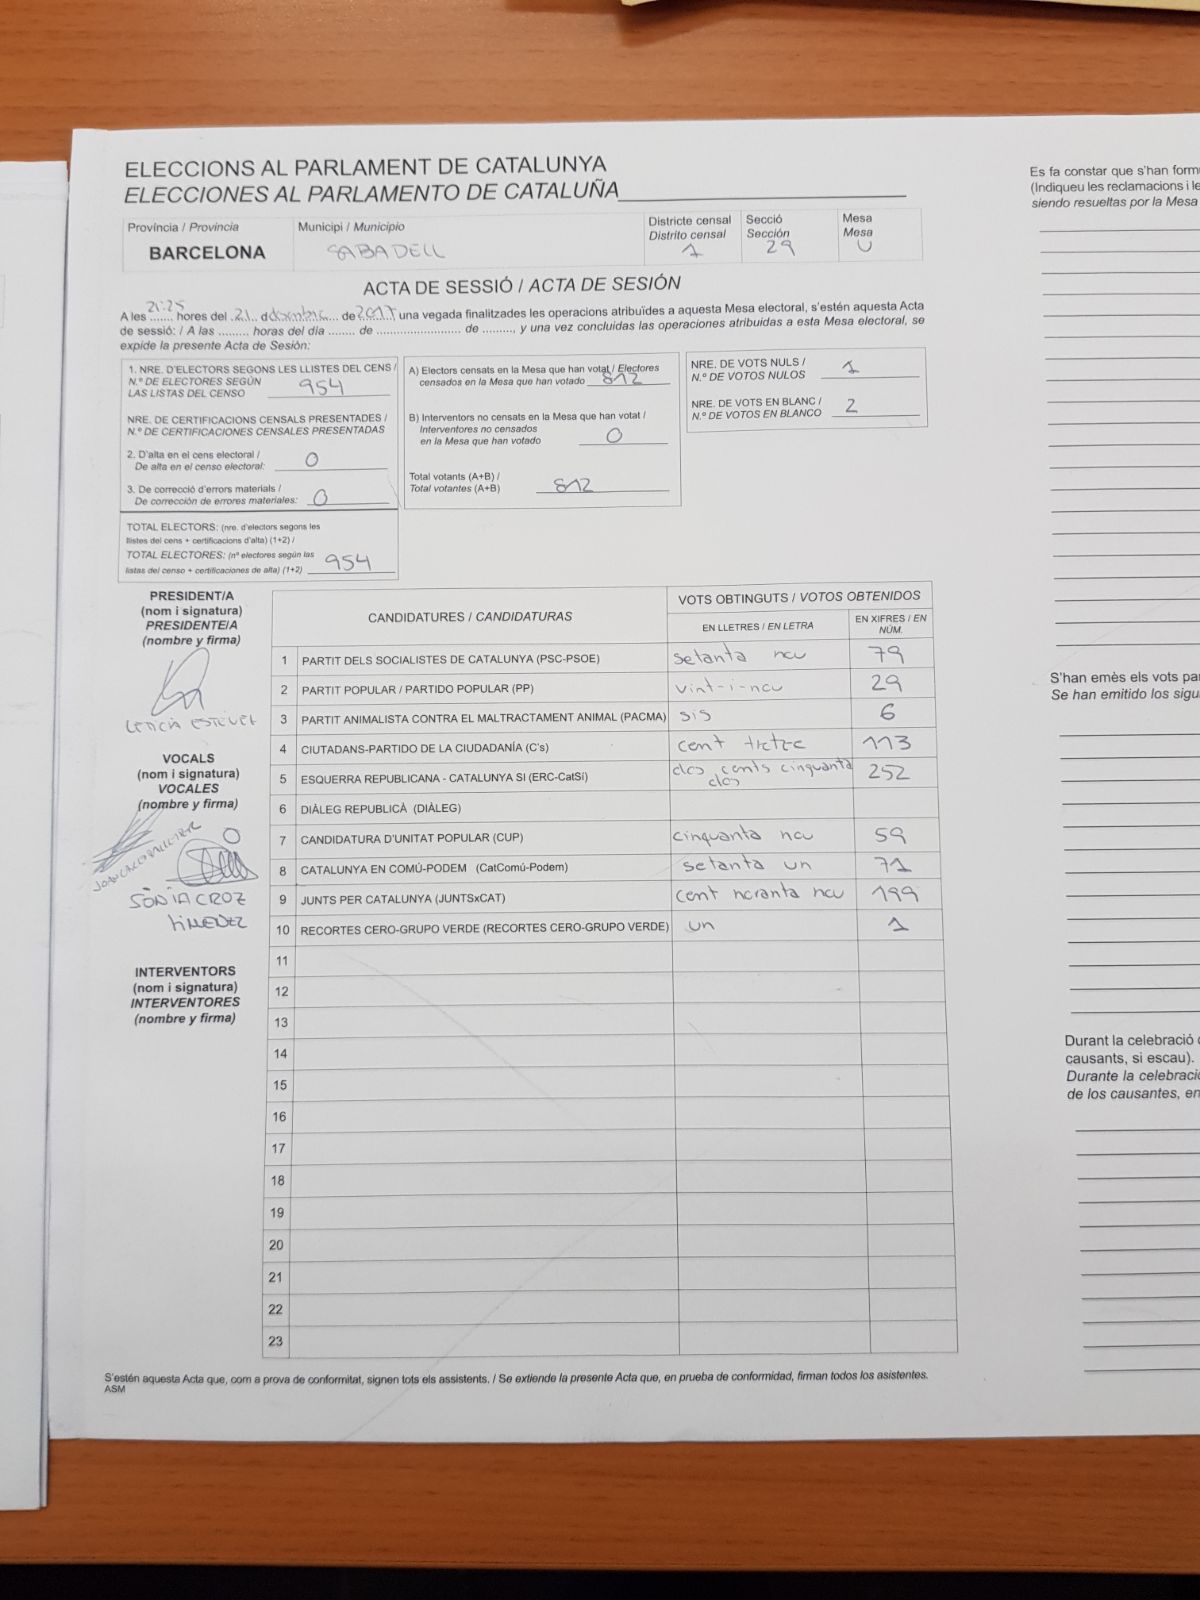 ELECCIONS AL PARLAMENT DE CATALUNYA
ELECCIONES AL PARLAMENTO DE CATALUÑA
Província / Provincia
BARCELONA
Municipi / Municipio
SABADELL
Districte censal
Distrito censal
1
Secció
Sección
29
Mesa
Mesa
U
ACTA DE SESSIÓ / ACTA DE SESIÓN
A les 21:25 hores del 21 d desembre de 2017 una vegada finalitzades les operacions atribuïdes a aquesta Mesa electoral, s'estén aquesta Acta
de sessió: / A las ......... horas del día ........ de ......................... de .........., y una vez concluidas las operaciones atribuidas a esta Mesa electoral, se
expide la presente Acta de Sesión:
1. NRE. D'ELECTORS SEGONS LES LLISTES DEL CENS /
N.º DE ELECTORES SEGÚN
LAS LISTAS DEL CENSO 954
NRE. DE CERTIFICACIONS CENSALS PRESENTADES /
N.º DE CERTIFICACIONES CENSALES PRESENTADAS
2. D'alta en el cens electoral /
De alta en el censo electoral: 0
3. De correcció d'errors materials /
De corrección de errores materiales: 0
TOTAL ELECTORS: (nre. d'electors segons les
llistes del cens + certificacions d'alta) (1+2) /
TOTAL ELECTORES: (nº electores según las
listas del censo + certificaciones de alta) (1+2) 954
A) Electors censats en la Mesa que han votat / Electores
censados en la Mesa que han votado 812
B) Interventors no censats en la Mesa que han votat /
Interventores no censados
en la Mesa que han votado 0
Total votants (A+B) /
Total votantes (A+B) 812
NRE. DE VOTS NULS /
N.º DE VOTOS NULOS 1
NRE. DE VOTS EN BLANC /
N.º DE VOTOS EN BLANCO 2
PRESIDENT/A
(nom i signatura)
PRESIDENTE/A
(nombre y firma)
LETICIA
VOCALS
(nom i signatura)
VOCALES
(nombre y firma)
SÒNIA CROZ
JIMENEZ
INTERVENTORS
(nom i signatura)
INTERVENTORES
(nombre y firma)
CANDIDATURES / CANDIDATURAS
VOTS OBTINGUTS / VOTOS OBTENIDOS
EN LLETRES / EN LETRA
EN XIFRES / EN
NÚM.
1 PARTIT DELS SOCIALISTES DE CATALUNYA (PSC-PSOE) setanta nou 79
2 PARTIT POPULAR / PARTIDO POPULAR (PP) vint-i-nou 29
3 PARTIT ANIMALISTA CONTRA EL MALTRACTAMENT ANIMAL (PACMA) sis 6
4 CIUTADANS-PARTIDO DE LA CIUDADANÍA (C's) cent tretze 113
5 ESQUERRA REPUBLICANA - CATALUNYA SI (ERC-CatSí) dos cents cinquanta dos 252
6 DIÀLEG REPUBLICÀ (DIÀLEG)
7 CANDIDATURA D'UNITAT POPULAR (CUP) cinquanta nou 59
8 CATALUNYA EN COMÚ-PODEM (CatComú-Podem) setanta un 71
9 JUNTS PER CATALUNYA (JUNTSxCAT) cent noranta nou 199
10 RECORTES CERO-GRUPO VERDE (RECORTES CERO-GRUPO VERDE) un 1
11
12
13
14
15
16
17
18
19
20
21
22
23
S'estén aquesta Acta que, com a prova de conformitat, signen tots els assistents. / Se extiende la presente Acta que, en prueba de conformidad, firman todos los asistentes.
ASM
Es fa constar que s'han form
(Indiqueu les reclamacions i le
siendo resueltas por la Mesa
S'han emès els vots pa
Se han emitido los sigu
Durant la celebració
causants, si escau).
Durante la celebraci
de los causantes, en